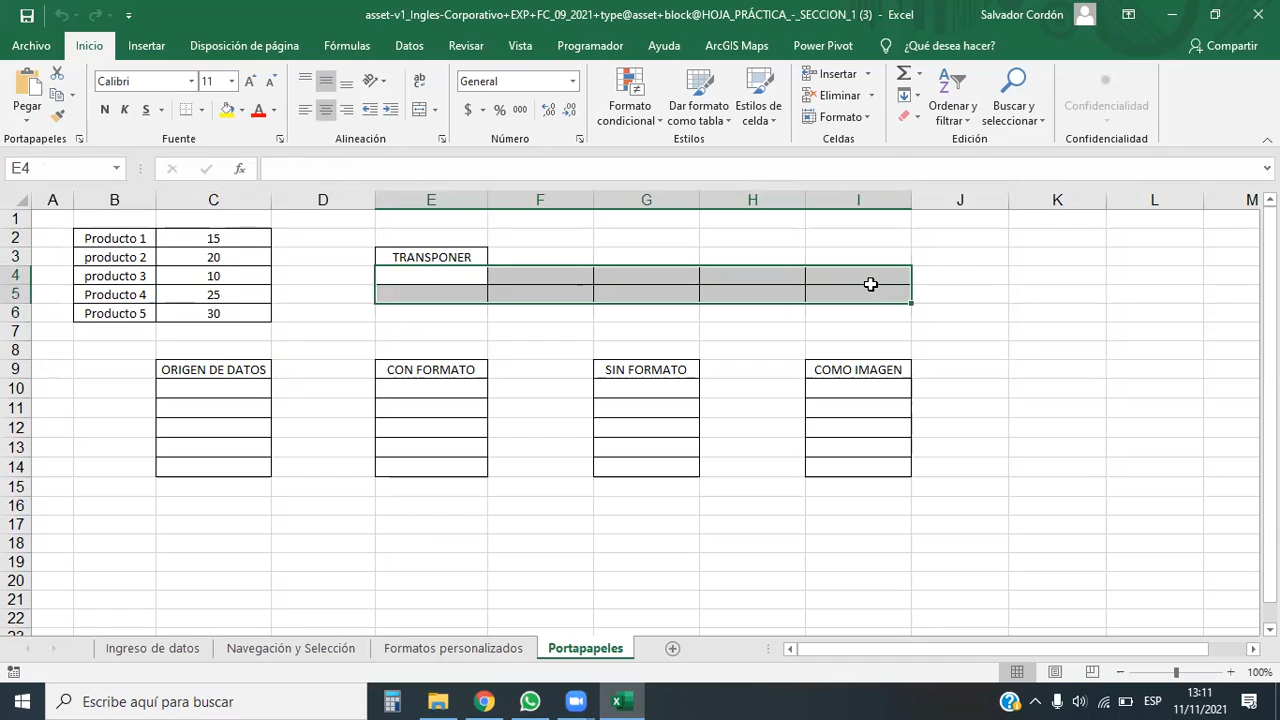 asset-v1_Ingles-Corporativo+EXP+FC_09_2021+type@asset+block@HOJA_PRÁCTICA_-_SECCION_1 (3) - Excel
Salvador Cordón
Archivo Inicio Insertar Disposición de página Fórmulas Datos Revisar Vista Programador Ayuda ArcGIS Maps Power Pivot ¿Qué desea hacer? Compartir
Pegar
Calibri 11
N K S
ab
General
$ % 000
Formato condicional
Dar formato como tabla
Estilos de celda
Insertar
Eliminar
Formato
Ordenar y filtrar
Buscar y seleccionar
Confidencialidad
Portapapeles Fuente Alineación Número Estilos Celdas Edición Confidencialidad
E4 fx
A B C D E F G H I J K L M
1
2 Producto 1 15
3 producto 2 20 TRANSPONER
4 producto 3 10
5 Producto 4 25
6 Producto 5 30
7
8
9 ORIGEN DE DATOS CON FORMATO SIN FORMATO COMO IMAGEN
10
11
12
13
14
15
16
17
18
19
20
21
22
23
Ingreso de datos Navegación y Selección Formatos personalizados Portapapeles
100%
Escribe aquí para buscar
ESP
13:11
11/11/2021